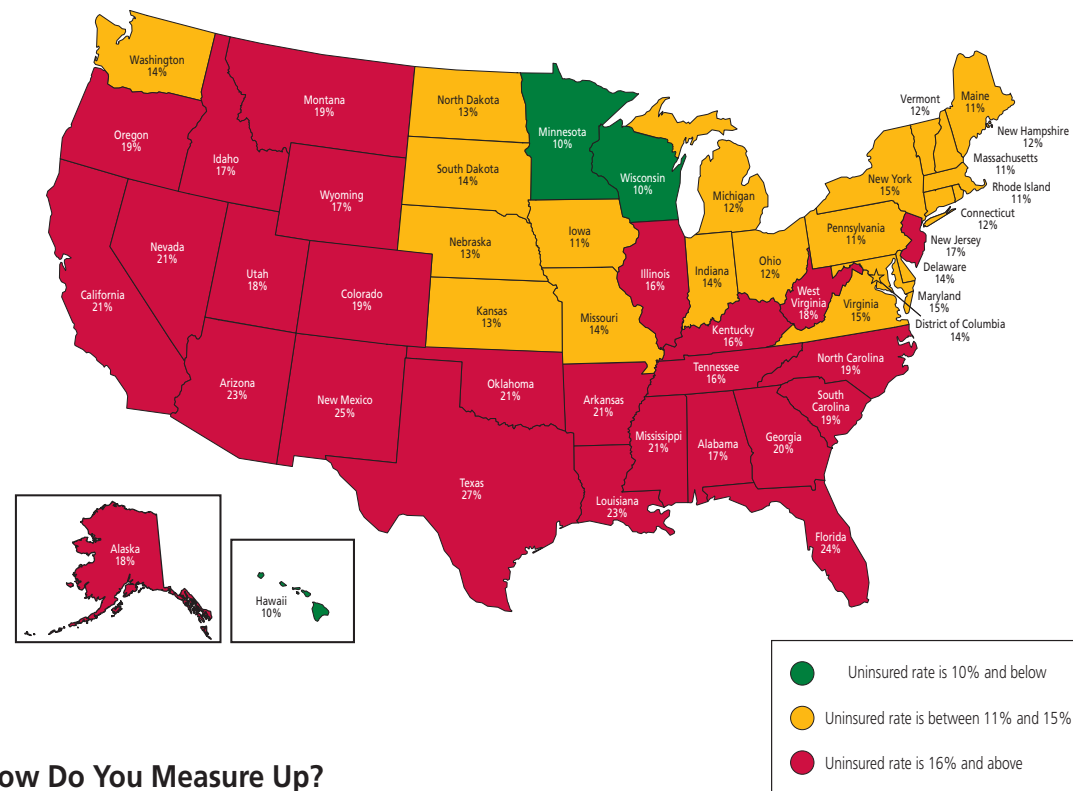 Washington
14%
Oregon
19%
Idaho
17%
Montana
19%
Wyoming
17%
California
21%
Nevada
21%
Utah
18%
Colorado
19%
Arizona
23%
New Mexico
25%
North Dakota
13%
South Dakota
14%
Nebraska
13%
Kansas
13%
Oklahoma
21%
Texas
27%
Minnesota
10%
Wisconsin
10%
Iowa
11%
Missouri
14%
Arkansas
21%
Louisiana
23%
Michigan
12%
Illinois
16%
Indiana
14%
Ohio
12%
Kentucky
16%
Tennessee
16%
Mississippi
21%
Alabama
17%
Georgia
20%
Florida
24%
South
Carolina
19%
North Carolina
19%
West
Virginia
18%
Virginia
15%
Pennsylvania
11%
New York
15%
Vermont
12%
Maine
11%
New Hampshire
12%
Massachusetts
11%
Rhode Island
11%
Connecticut
12%
New Jersey
17%
Delaware
14%
Maryland
15%
District of Columbia
14%
Alaska
18%
Hawaii
10%
Uninsured rate is 10% and below
Uninsured rate is between 11% and 15%
Uninsured rate is 16% and above
ow Do You Measure Up?